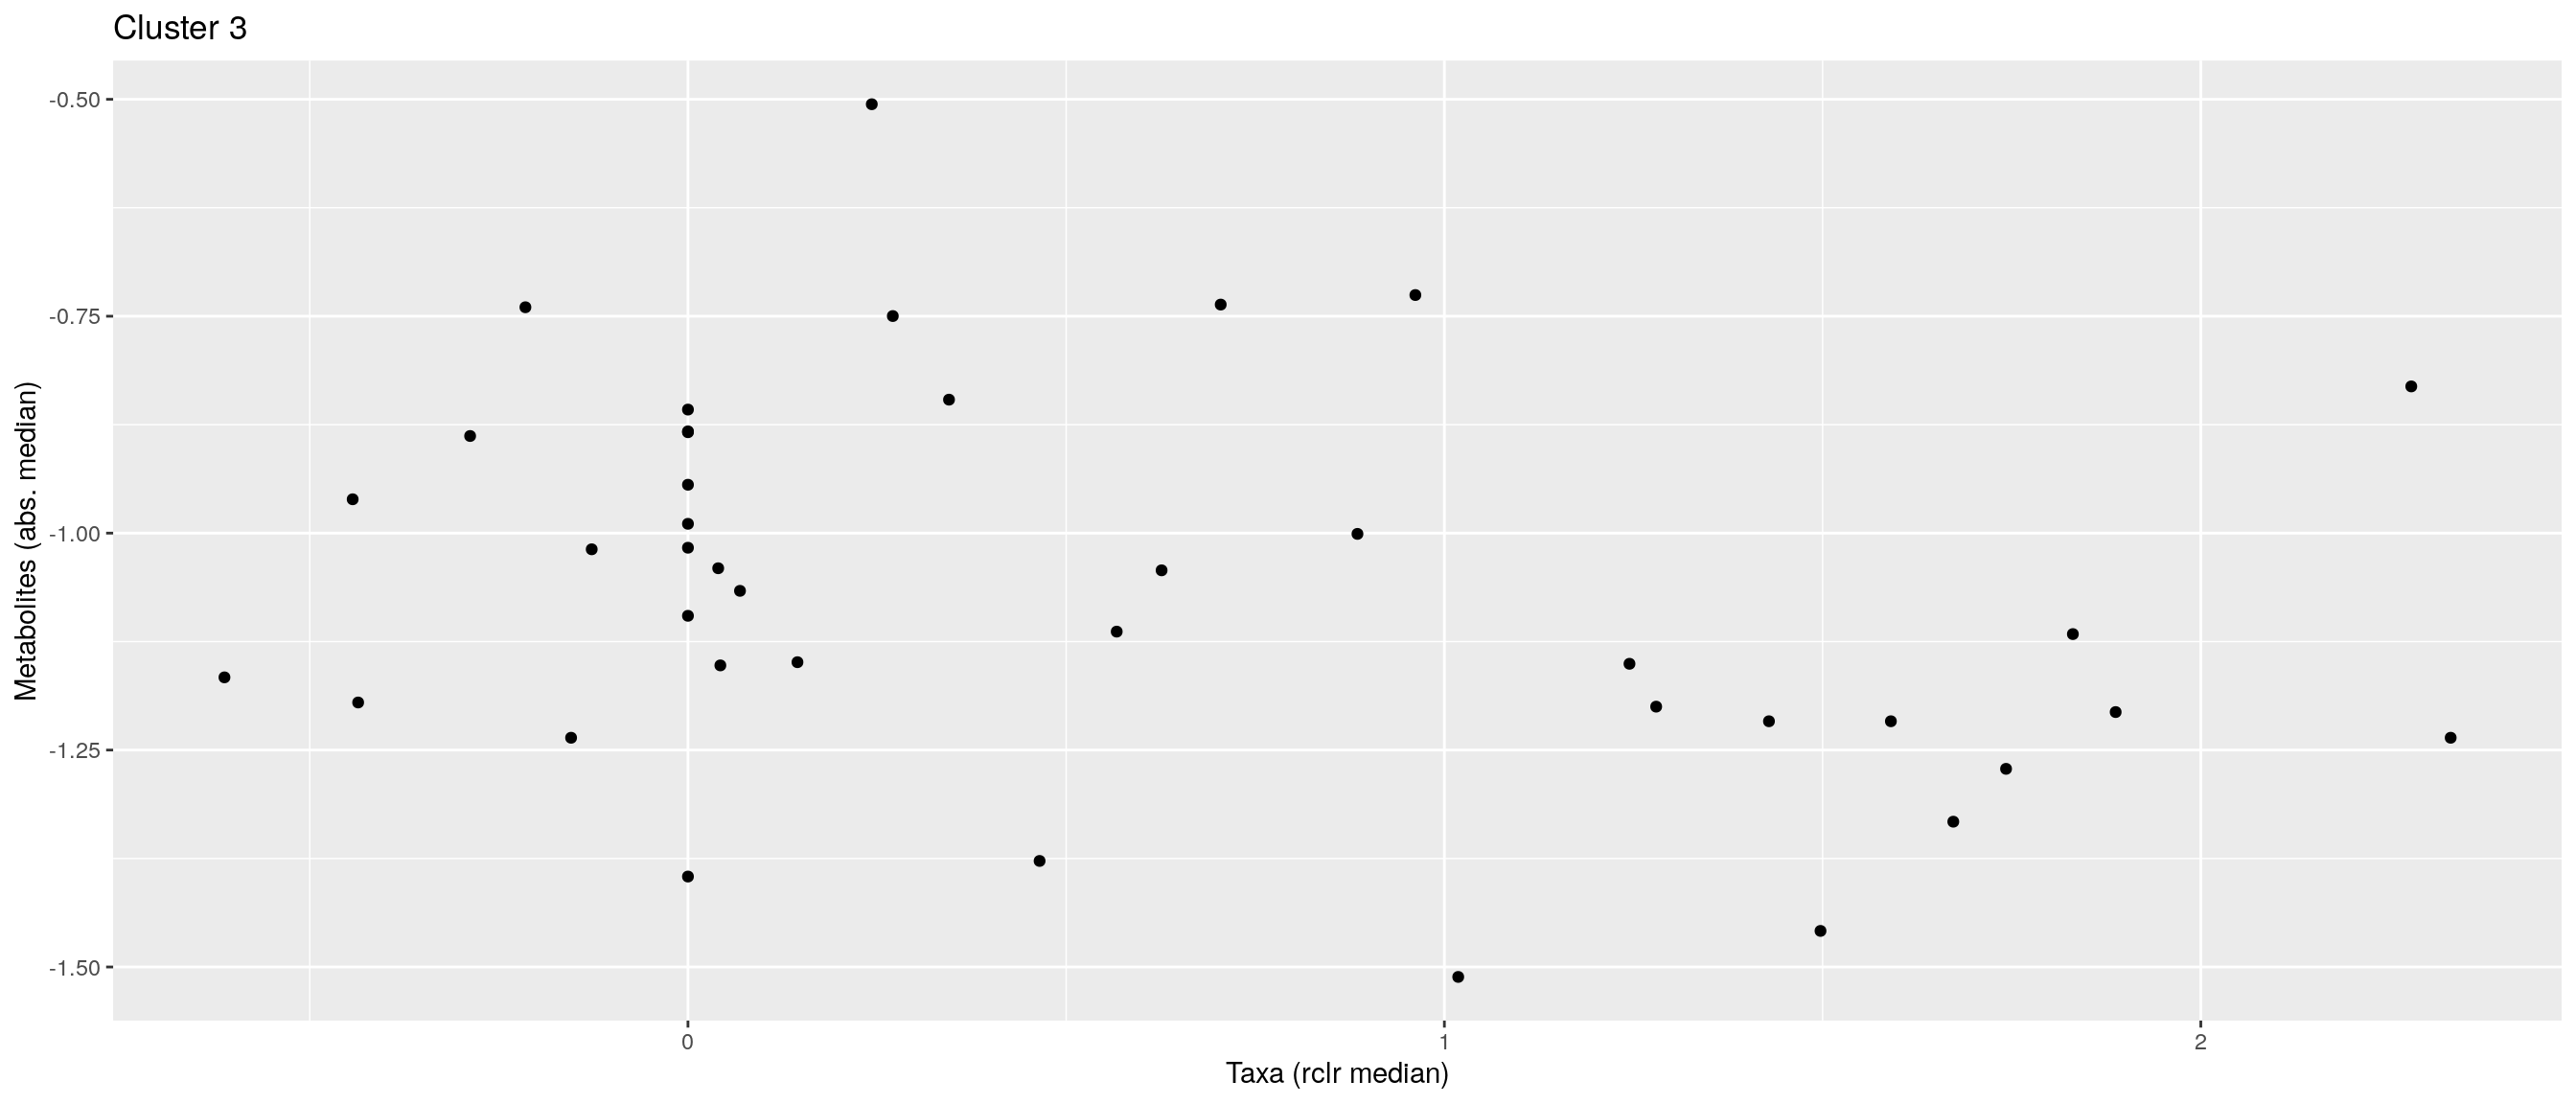 Cluster 3
-0.50
-0.75
-1.00
-1.25
-1.50
Metabolites (abs. median)
0
1
2
Taxa (rclr median)